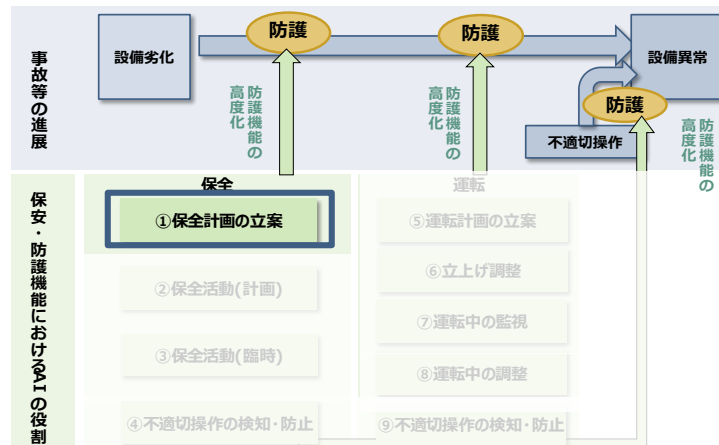 事故等の進展
設備劣化
防護
防護
設備異常
防護
不適切操作
防護機能の
高度化
防護機能の
高度化
防護機能の
高度化
保安・防護機能におけるAIの役割
保全
①保全計画の立案
②保全活動(計画)
③保全活動(臨時)
④不適切操作の検知・防止
運転
⑤運転計画の立案
⑥立上げ調整
⑦運転中の監視
⑧運転中の調整
⑨不適切操作の検知・防止